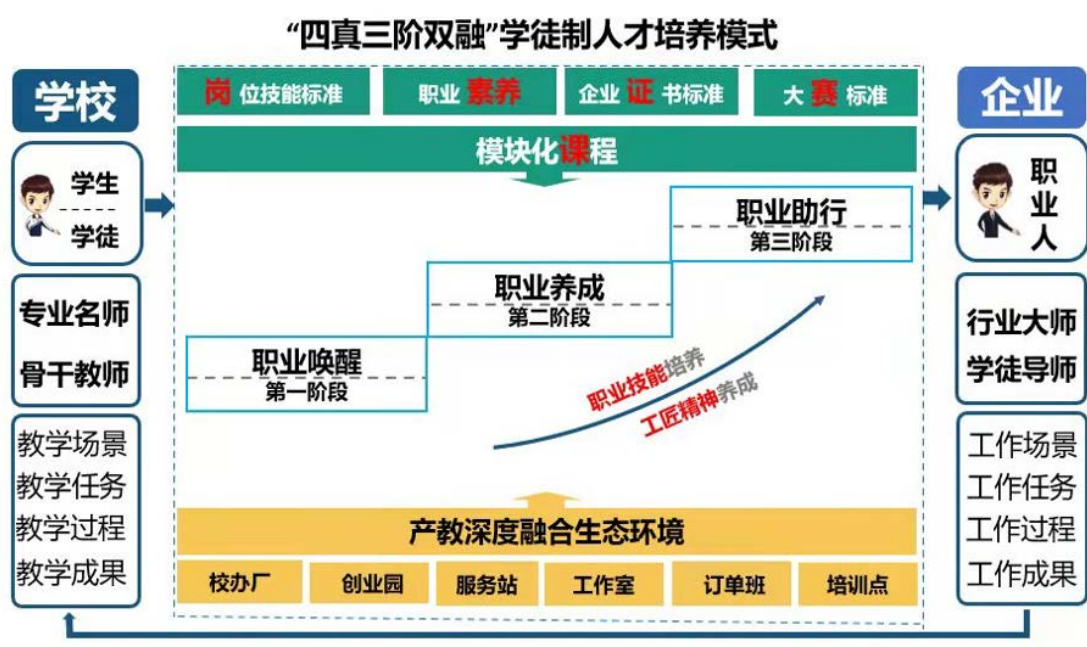 “四真三阶双融”学徒制人才培养模式
学校
学生
学徒
专业名师
骨干教师
教学场景
教学任务
教学过程
教学成果
岗位技能标准
职业素养
企业证书标准
大赛标准
模块化课程
职业助行
第三阶段
职业养成
第二阶段
职业唤醒
第一阶段
职业技能培养
工匠精神养成
产教深度融合生态环境
校办厂
创业园
服务站
工作室
订单班
培训点
企业
职业人
行业大师
学徒导师
工作场景
工作任务
工作过程
工作成果